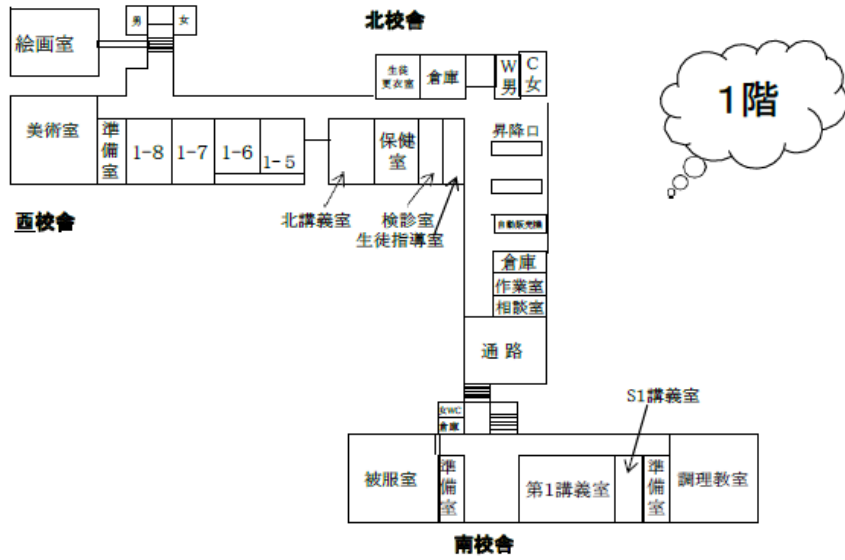 男 女
北校舎
絵画室
生徒
更衣室
倉庫
W
男
C
女
1階
美術室
準
備
室
1-8
1-7
1-6
1-5
保健
室
昇降口
西校舎
北講義室
検診室
生徒指導室
自動販売機
倉庫
作業室
相談室
通路
S1講義室
女WC
倉庫
被服室
準
備
室
第1講義室
準
備
室
調理教室
南校舎